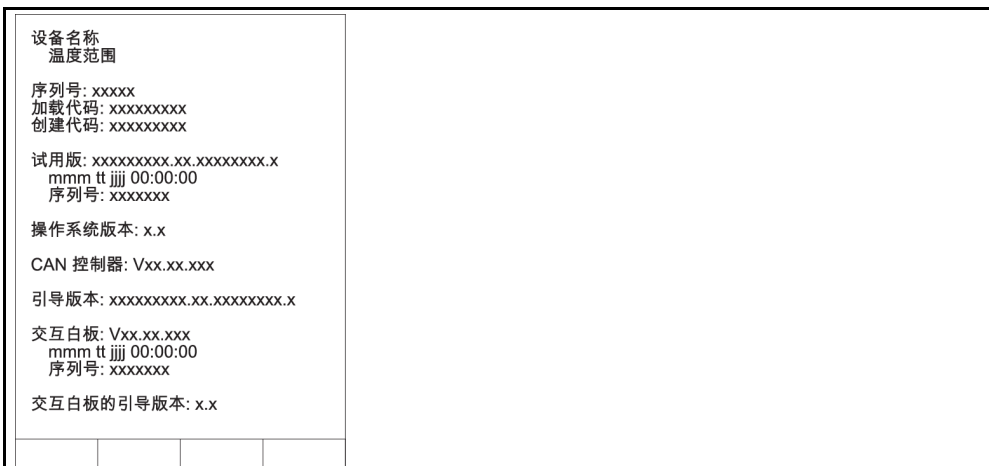 设备名称
温度范围
序列号: xxxxx
加载代码: xxxxxxxxx
创建代码: xxxxxxxxx
试用版: xxxxxxxxx.xx.xxxxxxxx.x
mmm tt jjjj 00:00:00
序列号: xxxxxxx
操作系统版本: x.x
CAN 控制器: Vxx.xx.xxx
引导版本: xxxxxxxxx.xx.xxxxxxxx.x
交互白板: Vxx.xx.xxx
mmm tt jjjj 00:00:00
序列号: xxxxxxx
交互白板的引导版本: x.x